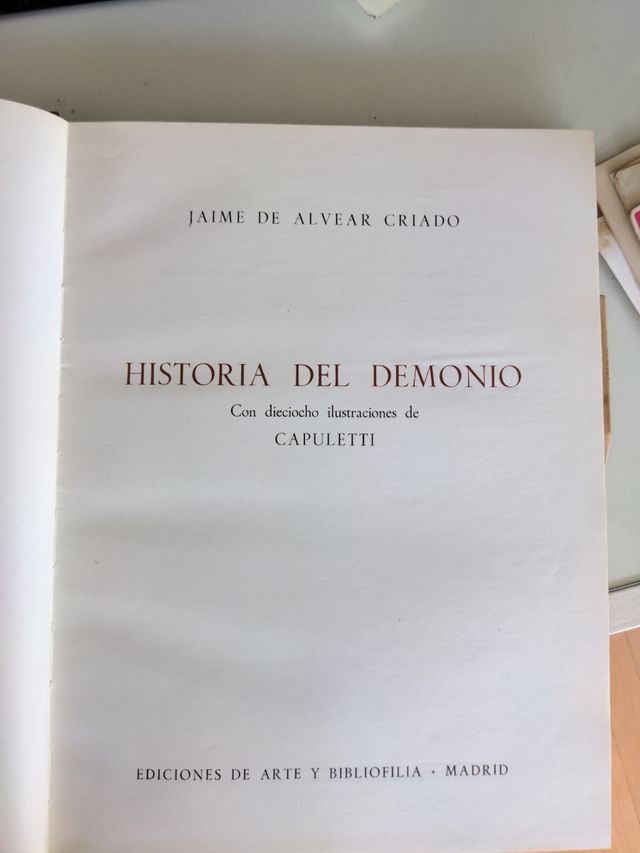 JAIME DE ALVEAR CRIADO
HISTORIA DEL DEMONIO
Con dieciocho ilustraciones de
CAPULETTI
EDICIONES DE ARTE Y BIBLIOFILIA • MADRID